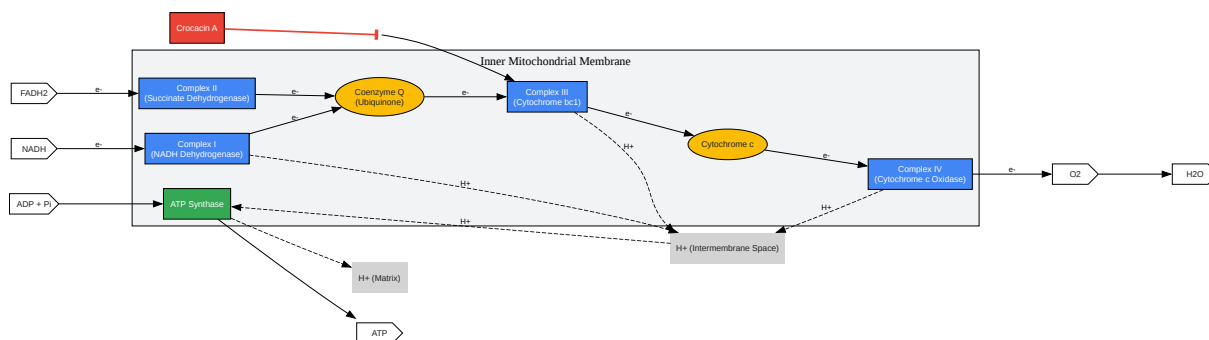 Crocacin A
Inner Mitochondrial Membrane
FADH2
e-
Complex II
(Succinate Dehydrogenase)
e-
Coenzyme Q
(Ubiquinone)
e-
Complex III
(Cytochrome bc1)
e-
NADH
e-
Complex I
(NADH Dehydrogenase)
e-
H+
Cytochrome c
e-
Complex IV
(Cytochrome c Oxidase)
e-
O2
H2O
H+
ADP + Pi
ATP Synthase
H+
H+
H+ (Intermembrane Space)
H+ (Matrix)
ATP